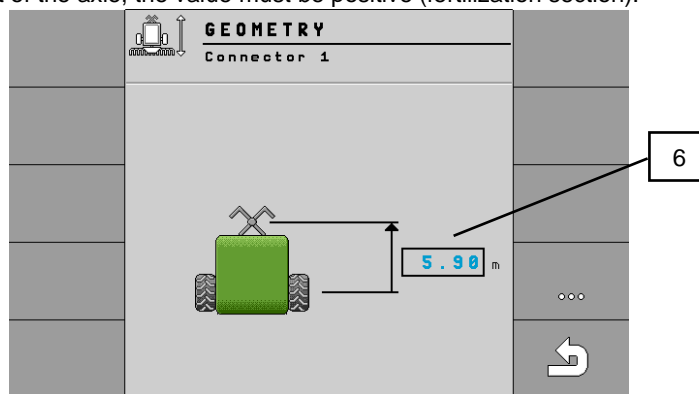 of the axle, the value must be positive (fertilization section).
GEOMETRY
Connector 1
6
5.90 m